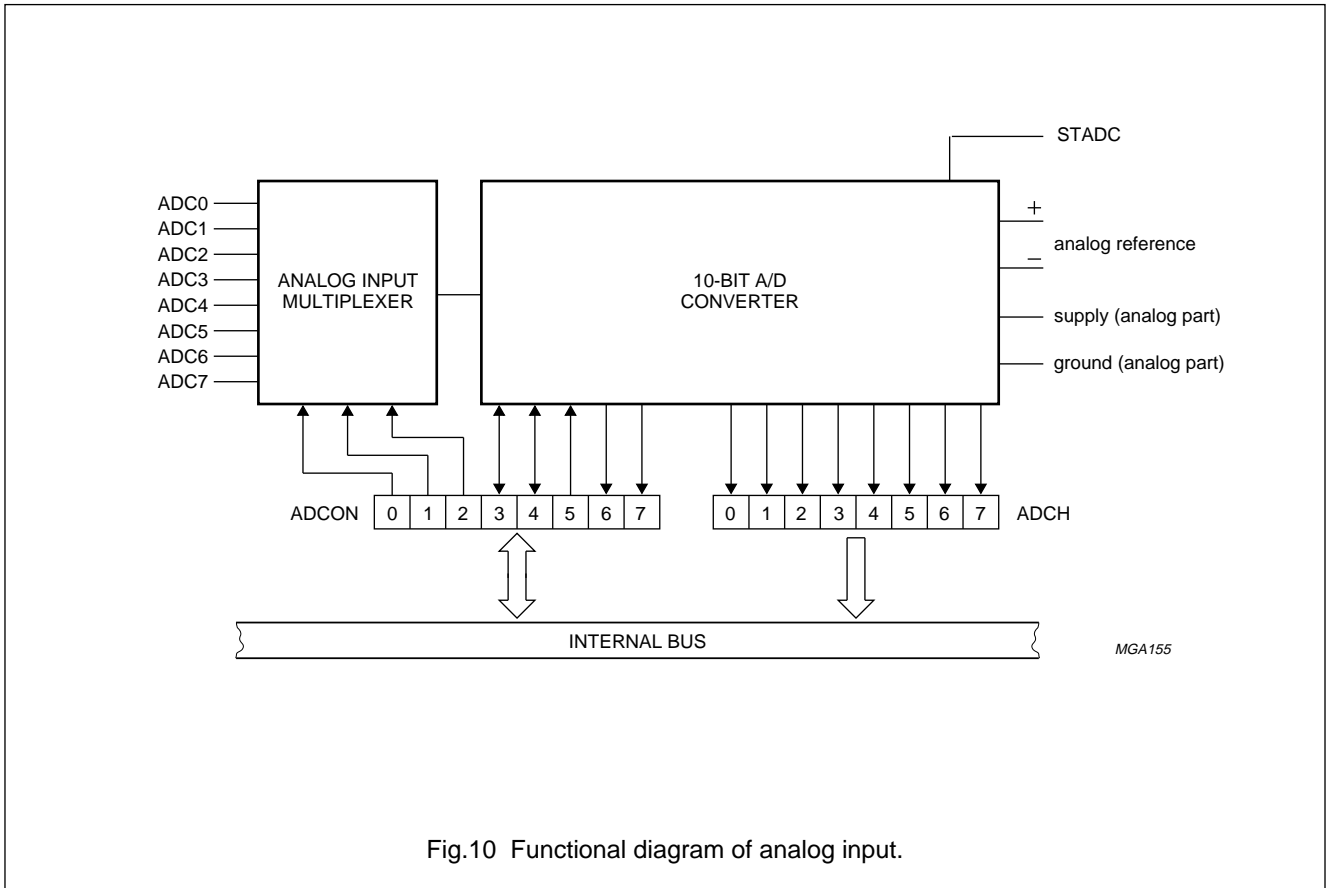 STADC
+
analog reference
−
supply (analog part)
ground (analog part)
ADC0
ADC1
ADC2
ADC3
ADC4
ADC5
ADC6
ADC7
ANALOG INPUT
MULTIPLEXER
10-BIT A/D
CONVERTER
ADCON 0 1 2 3 4 5 6 7
0 1 2 3 4 5 6 7 ADCH
INTERNAL BUS
MGA155
Fig.10 Functional diagram of analog input.